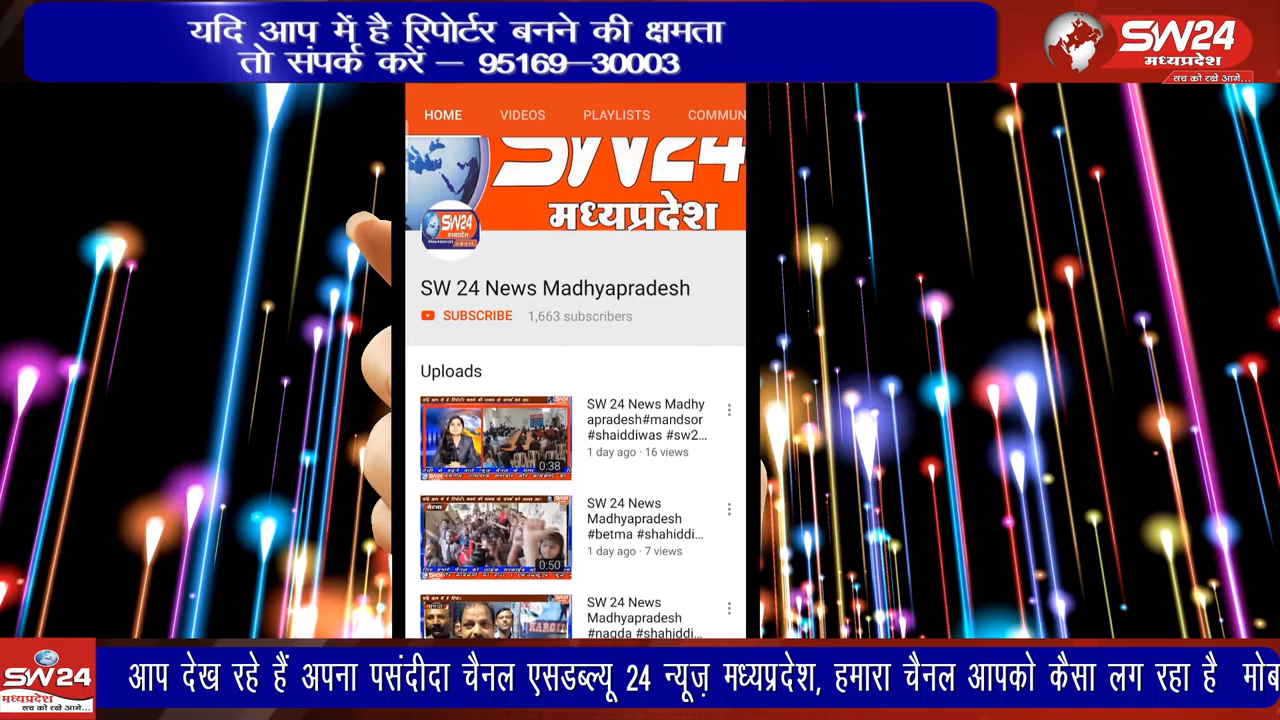 यदि आप में है रिपोर्टर बनने की क्षमता
तो संपर्क करें – 95169–30003
SW24
मध्यप्रदेश
सच को रखे आगे...
HOME VIDEOS PLAYLISTS COMMUN
SW24
मध्यप्रदेश
SW24
SW 24 News Madhyapradesh
SUBSCRIBE 1,663 subscribers
Uploads
SW 24 News Madhy
apradesh#mandsor
#shaiddiwas #sw2...
1 day ago · 16 views
0:38
बेटमा
SW 24 News
Madhyapradesh
#betma #shahiddi...
1 day ago · 7 views
0:50
नागदा
SW 24 News
Madhyapradesh
#nagda #shahiddi...
SW24
मध्यप्रदेश
सच को रखे आगे...
आप देख रहे हैं अपना पसंदीदा चैनल एसडब्ल्यू 24 न्यूज़ मध्यप्रदेश, हमारा चैनल आपको कैसा लग रहा है मोब